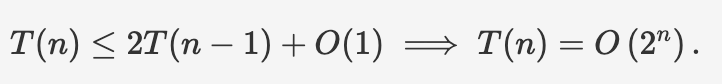 T(n) ≤ 2T(n − 1) + O(1) ⟹ T(n) = O (2ⁿ) .